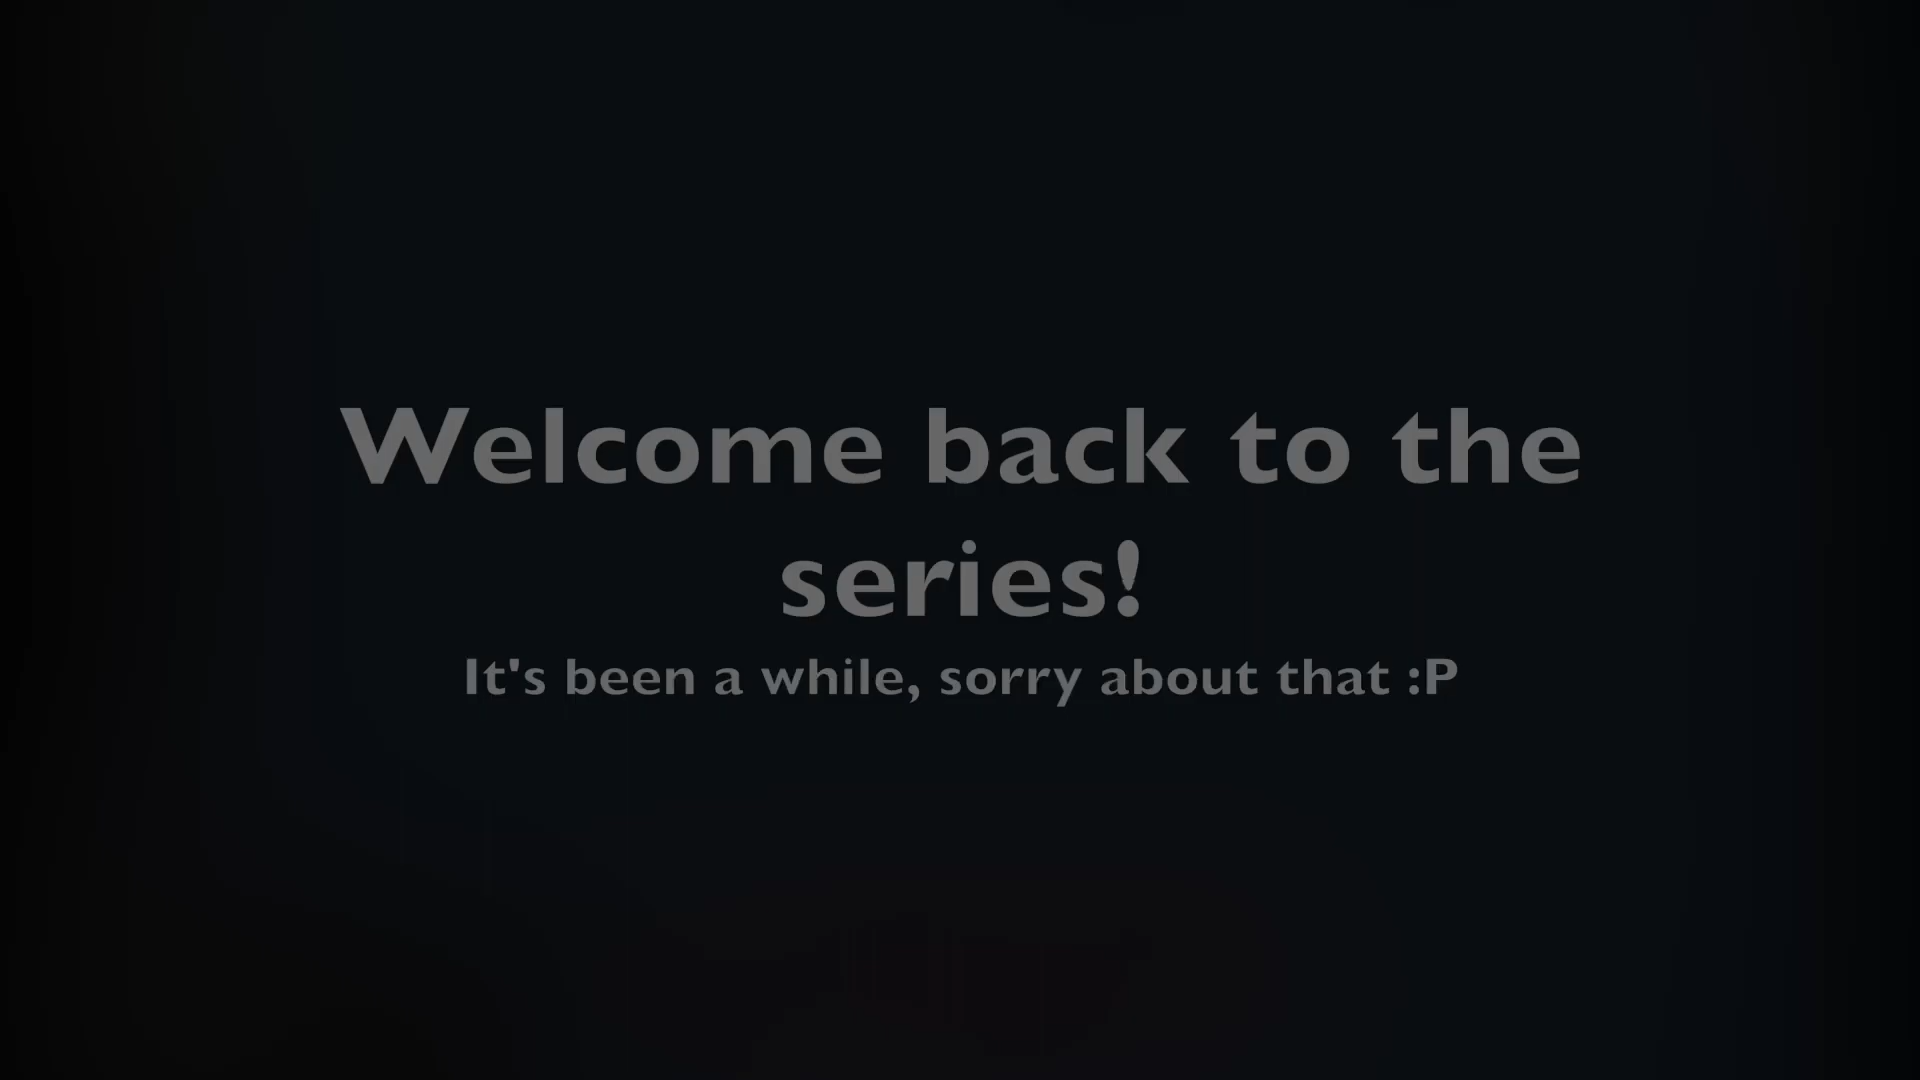 Welcome back to the
series!
It's been a while, sorry about that :P